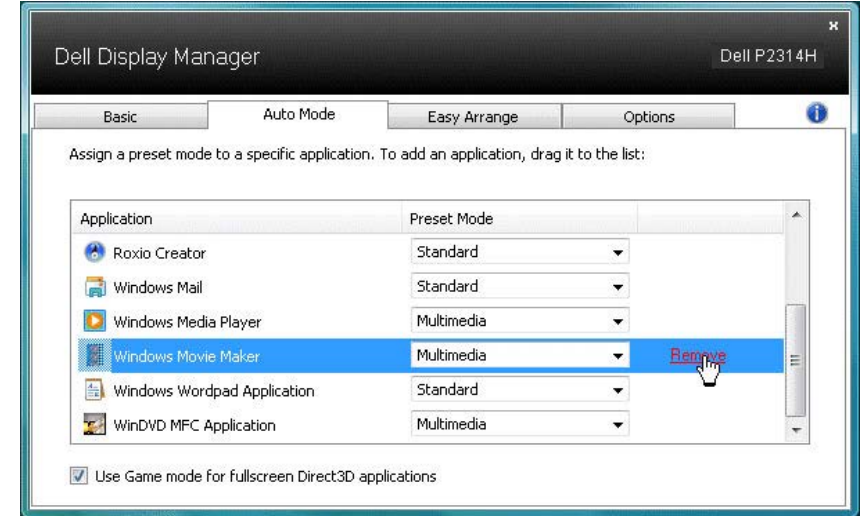 Dell Display Manager
Dell P2314H
Basic Auto Mode Easy Arrange Options
Assign a preset mode to a specific application. To add an application, drag it to the list:
Application Preset Mode
Roxio Creator Standard
Windows Mail Standard
Windows Media Player Multimedia
Windows Movie Maker Multimedia Remove
Windows Wordpad Application Standard
WinDVD MFC Application Multimedia
Use Game mode for fullscreen Direct3D applications